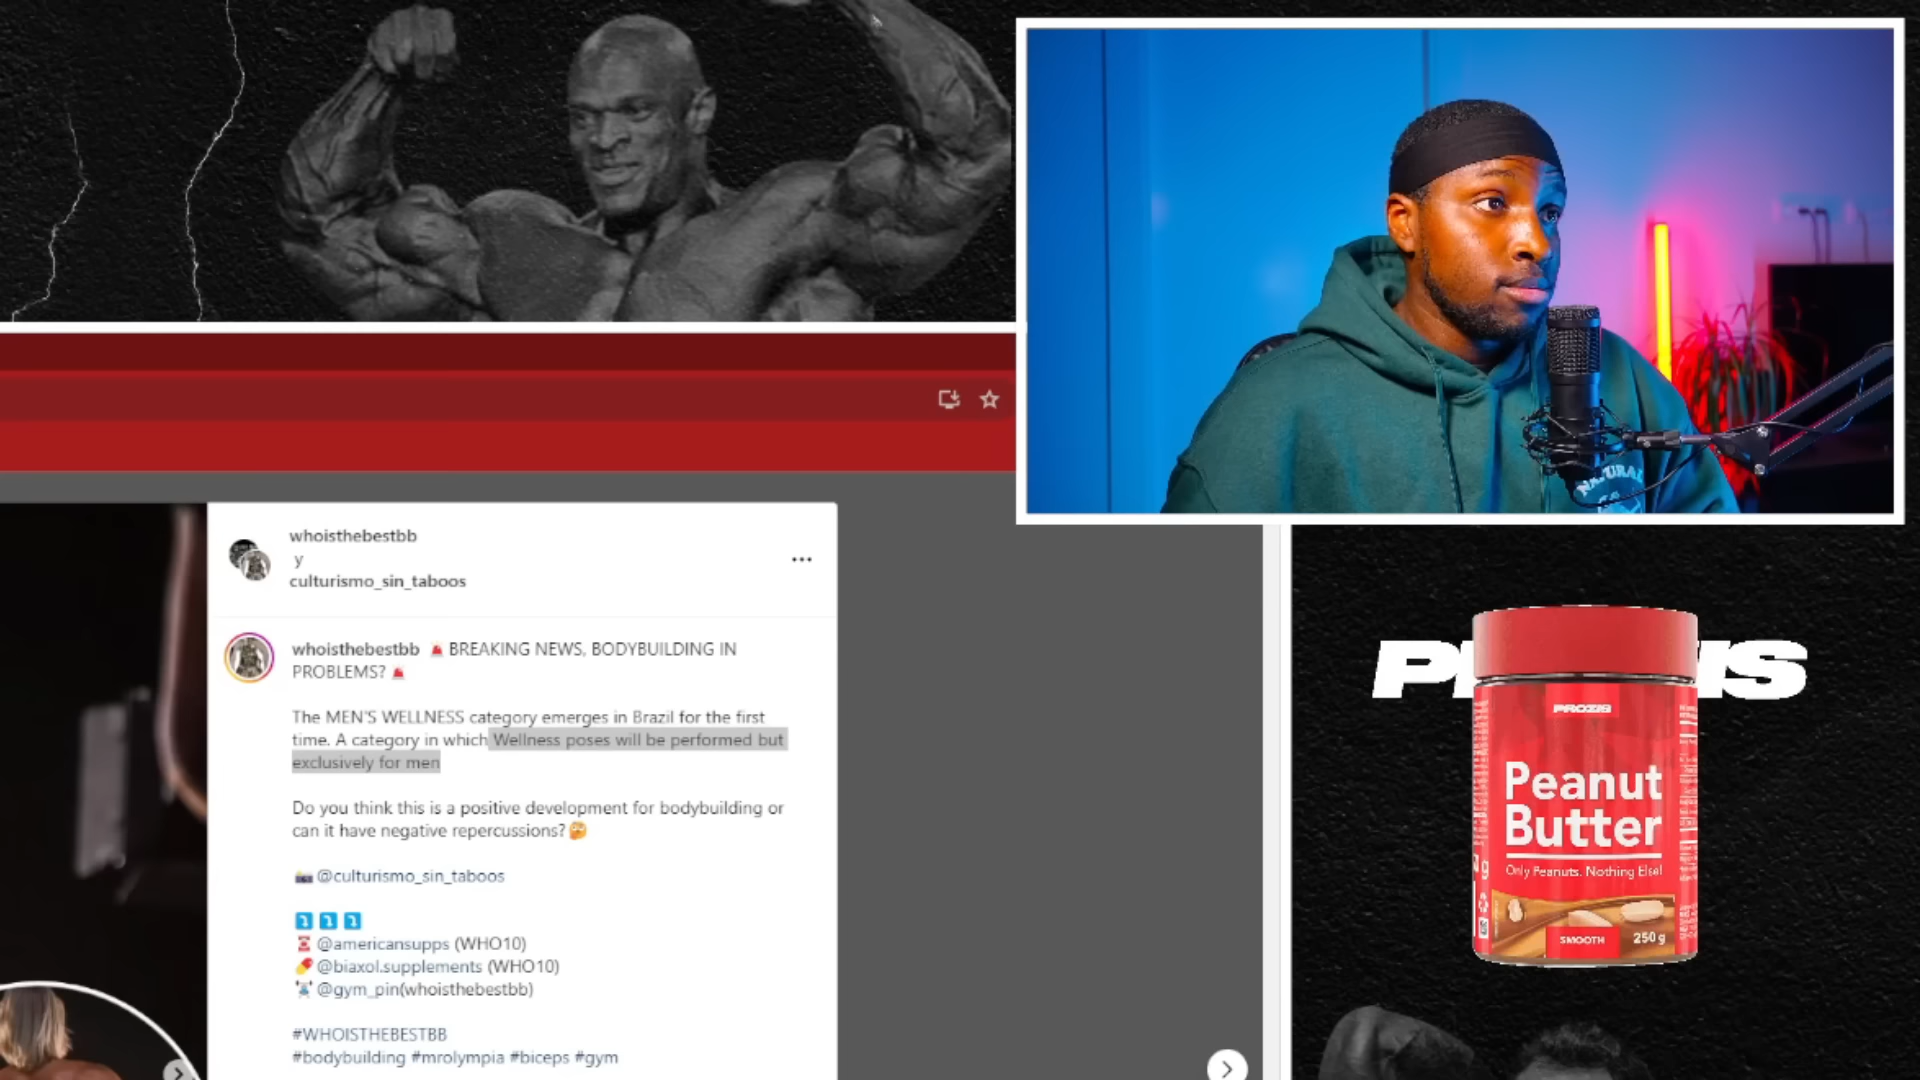 NATURAL
whoisthebestbb
y
culturismo_sin_taboos
whoisthebestbb 🚨 BREAKING NEWS, BODYBUILDING IN
PROBLEMS? 🚨
The MEN'S WELLNESS category emerges in Brazil for the first
time. A category in which Wellness poses will be performed but
exclusively for men
Do you think this is a positive development for bodybuilding or
can it have negative repercussions?
📸 @culturismo_sin_taboos
⤵️ ⤵️ ⤵️
@americansupps (WHO10)
@biaxol.supplements (WHO10)
@gym_pin(whoisthebestbb)
#WHOISTHEBESTBB
#bodybuilding #mrolympia #biceps #gym
PROZIS
Peanut
Butter
Only Peanuts. Nothing Else!
SMOOTH
250 g